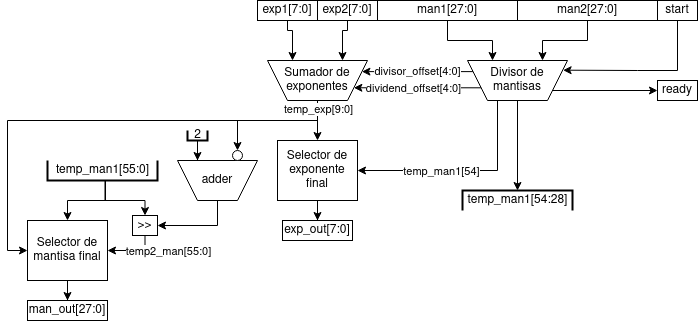 exp1[7:0] exp2[7:0] man1[27:0] man2[27:0] start
Sumador de
exponentes
divisor_offset[4:0]
dividend_offset[4:0]
Divisor de
mantisas
ready
temp_exp[9:0]
2
temp_man1[55:0]
adder
Selector de
exponente
final
temp_man1[54]
temp_man1[54:28]
>>
exp_out[7:0]
Selector de
mantisa final
temp2_man[55:0]
man_out[27:0]